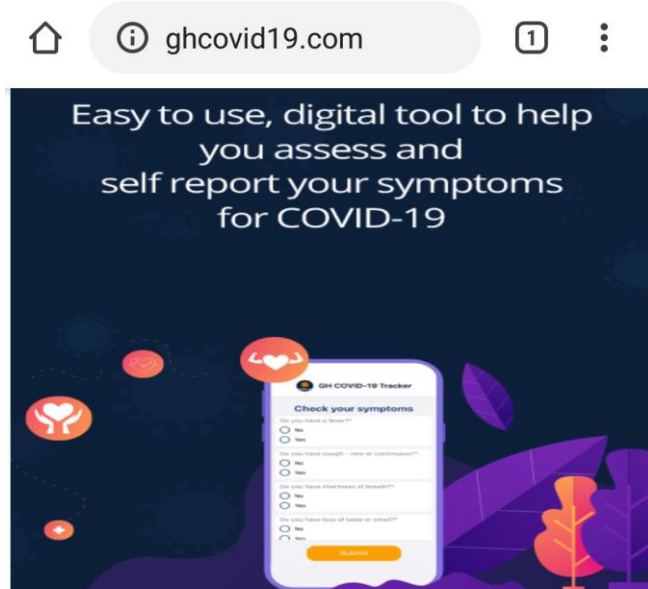 ghcovid19.com
1
Easy to use, digital tool to help
you assess and
self report your symptoms
for COVID-19
GH COVID-19 Tracker
Check your symptoms
Do you have a fever?*
No
Yes
Do you have cough - new or continuous?*
No
Yes
Do you have shortness of breath?*
No
Yes
Do you have loss of taste or smell?*
No
Yes
Submit